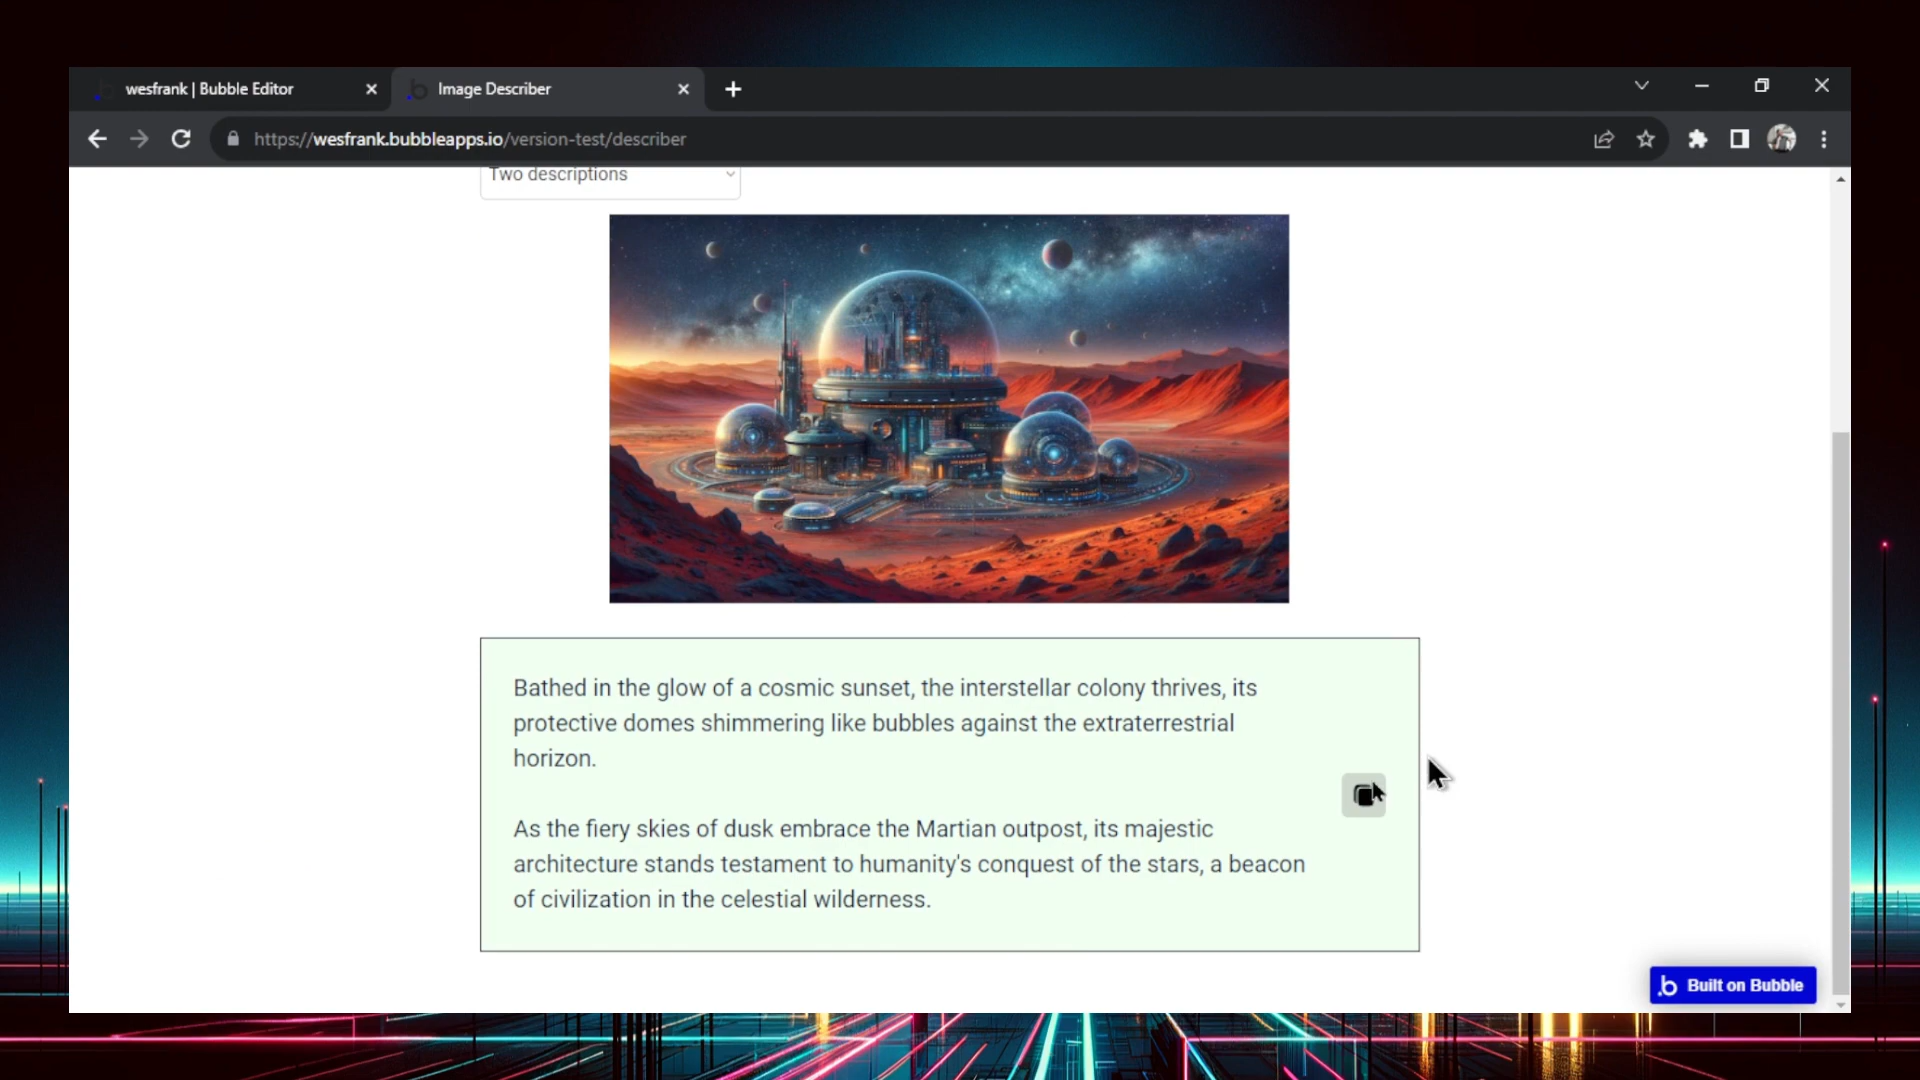 wesfrank | Bubble Editor
Image Describer
https://wesfrank.bubbleapps.io/version-test/describer
Two descriptions
Bathed in the glow of a cosmic sunset, the interstellar colony thrives, its
protective domes shimmering like bubbles against the extraterrestrial
horizon.
As the fiery skies of dusk embrace the Martian outpost, its majestic
architecture stands testament to humanity's conquest of the stars, a beacon
of civilization in the celestial wilderness.
.b Built on Bubble